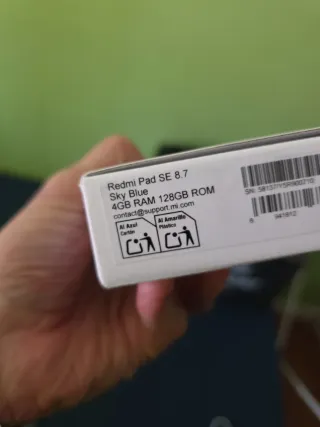 Redmi Pad SE 8.7
Sky Blue
4GB RAM 128GB ROM
contact@support.mi.com
Al Azul
Cartón
Al Amarillo
Plástico